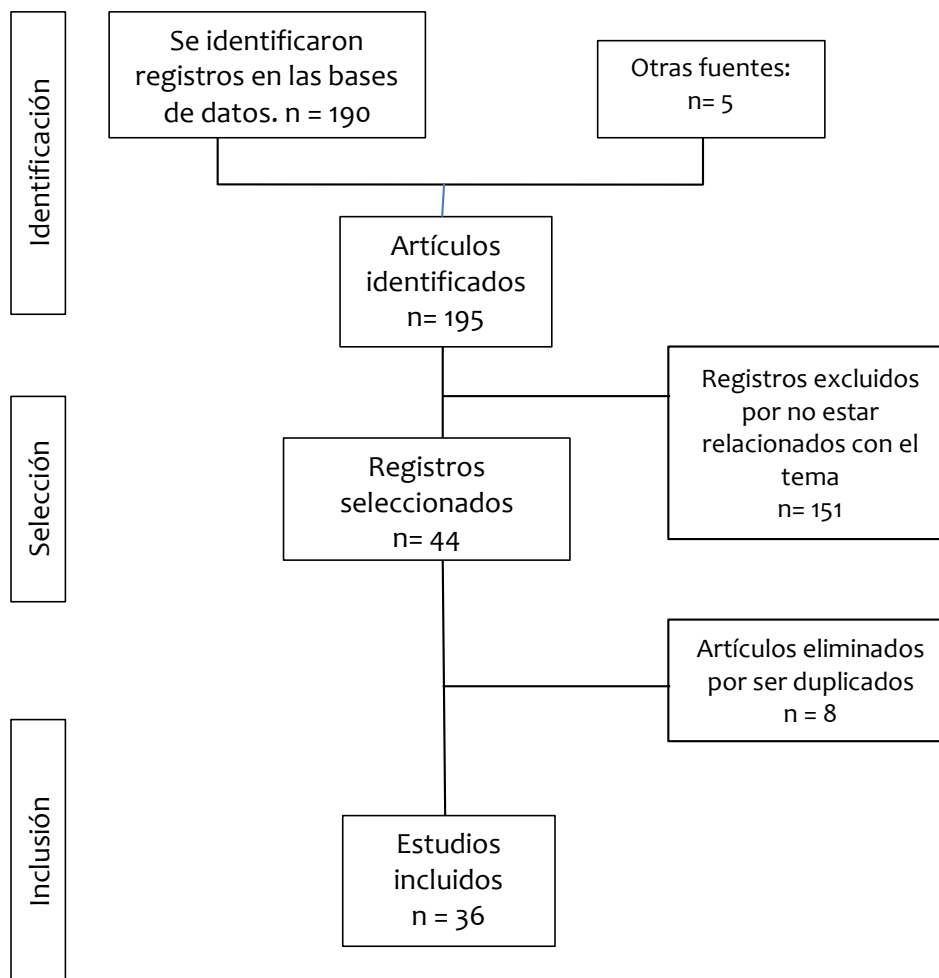 Identificación
Se identificaron
registros en las bases
de datos. n = 190
Otras fuentes:
n= 5
Artículos
identificados
n= 195
Registros excluidos
por no estar
relacionados con el
tema
n= 151
Selección
Registros
seleccionados
n= 44
Artículos eliminados
por ser duplicados
n = 8
Inclusión
Estudios
incluidos
n = 36